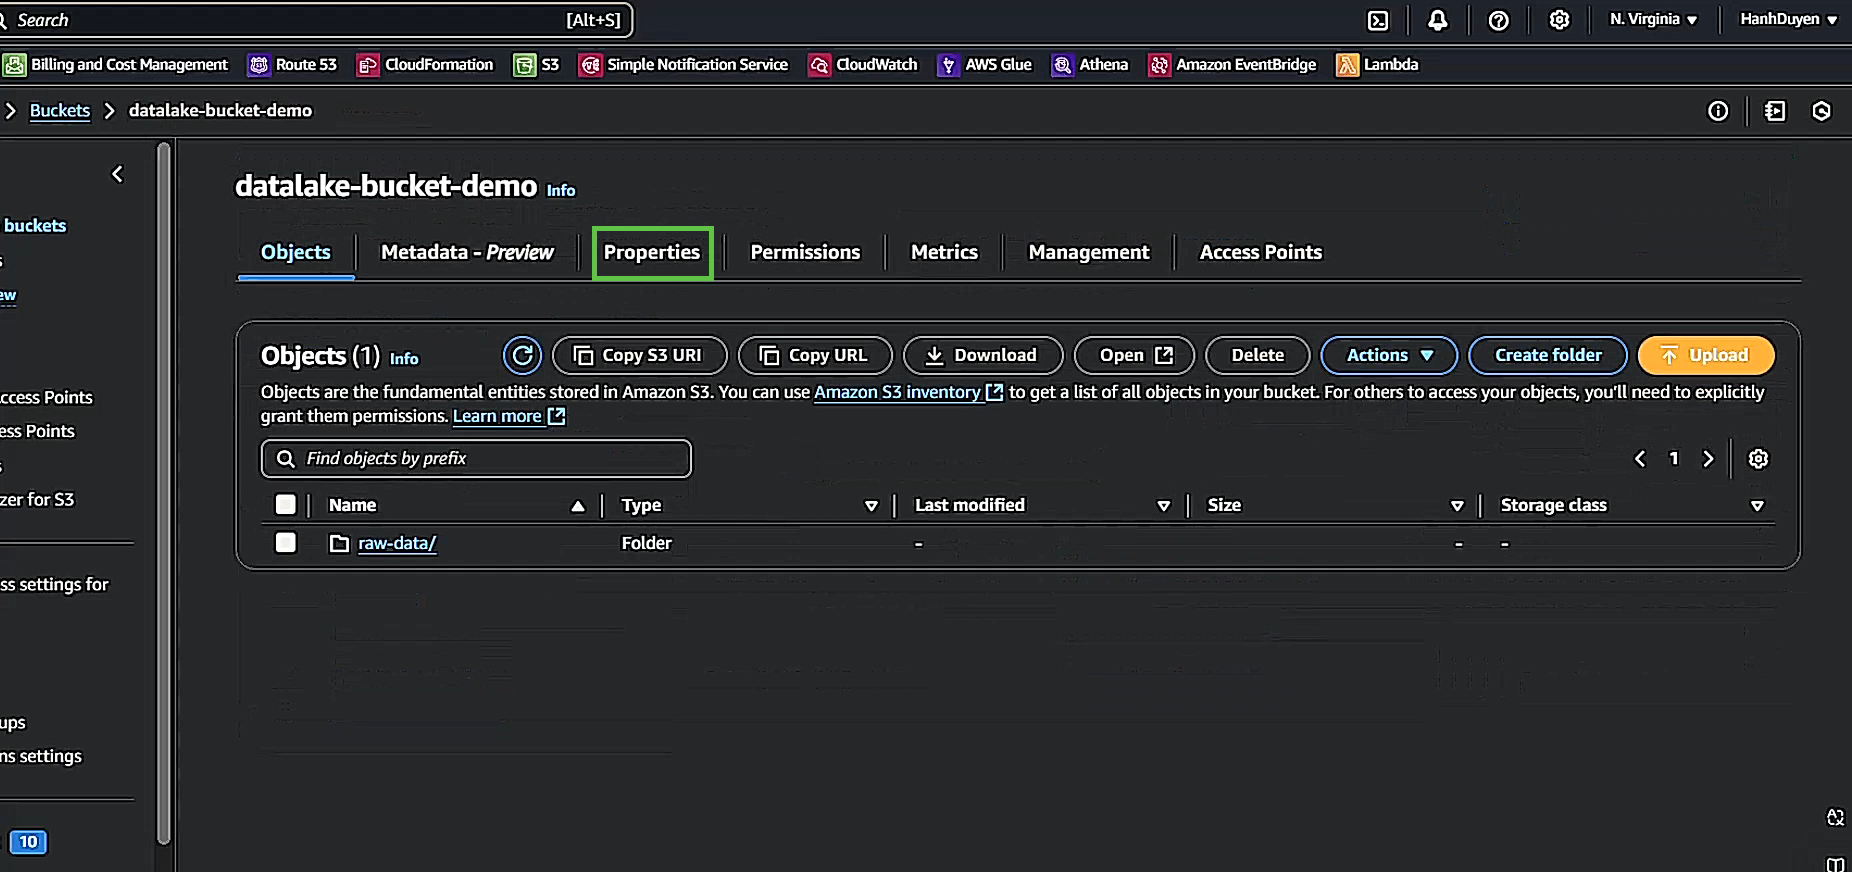 Search [Alt+S] N. Virginia HanhDuyen
Billing and Cost Management Route 53 CloudFormation S3 Simple Notification Service CloudWatch AWS Glue Athena Amazon EventBridge Lambda
Buckets datalake-bucket-demo
buckets
s
ew
ccess Points
ess Points
s
zer for S3
ss settings for
ups
ns settings
10
datalake-bucket-demo Info
Objects Metadata - Preview Properties Permissions Metrics Management Access Points
Objects (1) Info Copy S3 URI Copy URL Download Open Delete Actions Create folder Upload
Objects are the fundamental entities stored in Amazon S3. You can use Amazon S3 inventory to get a list of all objects in your bucket. For others to access your objects, you'll need to explicitly
grant them permissions. Learn more
Find objects by prefix 1
Name Type Last modified Size Storage class
raw-data/ Folder - - -